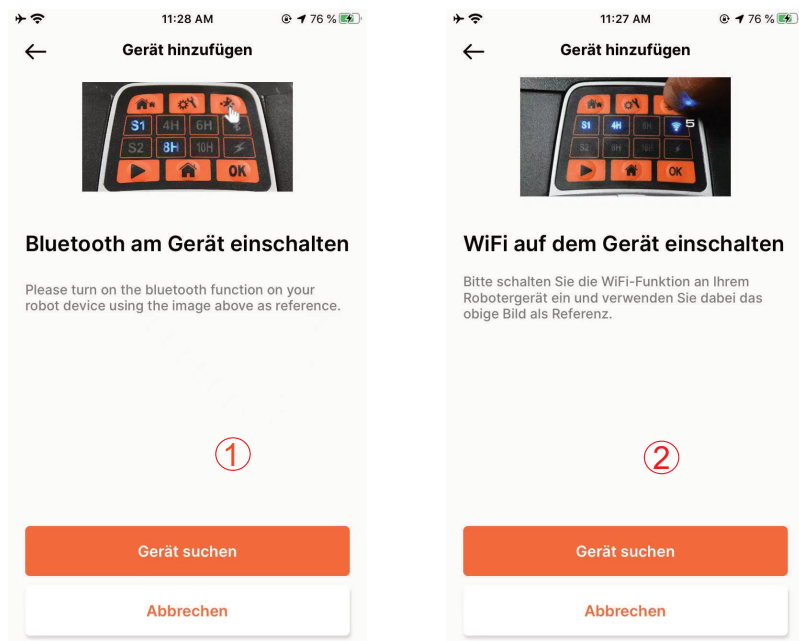 11:28 AM
76 %
Gerät hinzufügen
S1 4H 6H
S2 8H 10H
OK
Bluetooth am Gerät einschalten
Please turn on the bluetooth function on your
robot device using the image above as reference.
1
Gerät suchen
Abbrechen
11:27 AM
76 %
Gerät hinzufügen
S1 4H
5
S2 8H 10H
OK
WiFi auf dem Gerät einschalten
Bitte schalten Sie die WiFi-Funktion an Ihrem
Robotergerät ein und verwenden Sie dabei das
obige Bild als Referenz.
2
Gerät suchen
Abbrechen